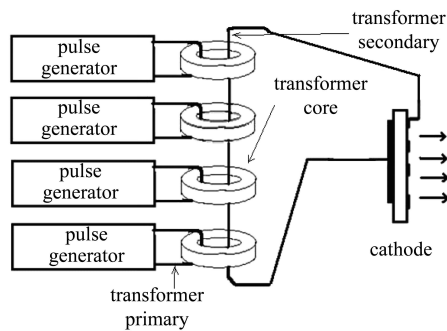 transformer
secondary
pulse
generator
transformer
core
pulse
generator
pulse
generator
pulse
generator
cathode
transformer
primary